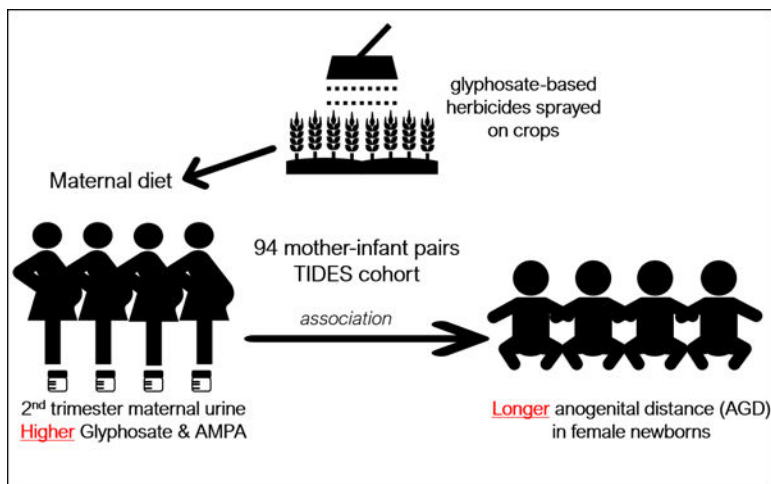 glyphosate-based
herbicides sprayed
on crops
Maternal diet
94 mother-infant pairs
TIDES cohort
association
2nd trimester maternal urine
Higher Glyphosate & AMPA
Longer anogenital distance (AGD)
in female newborns